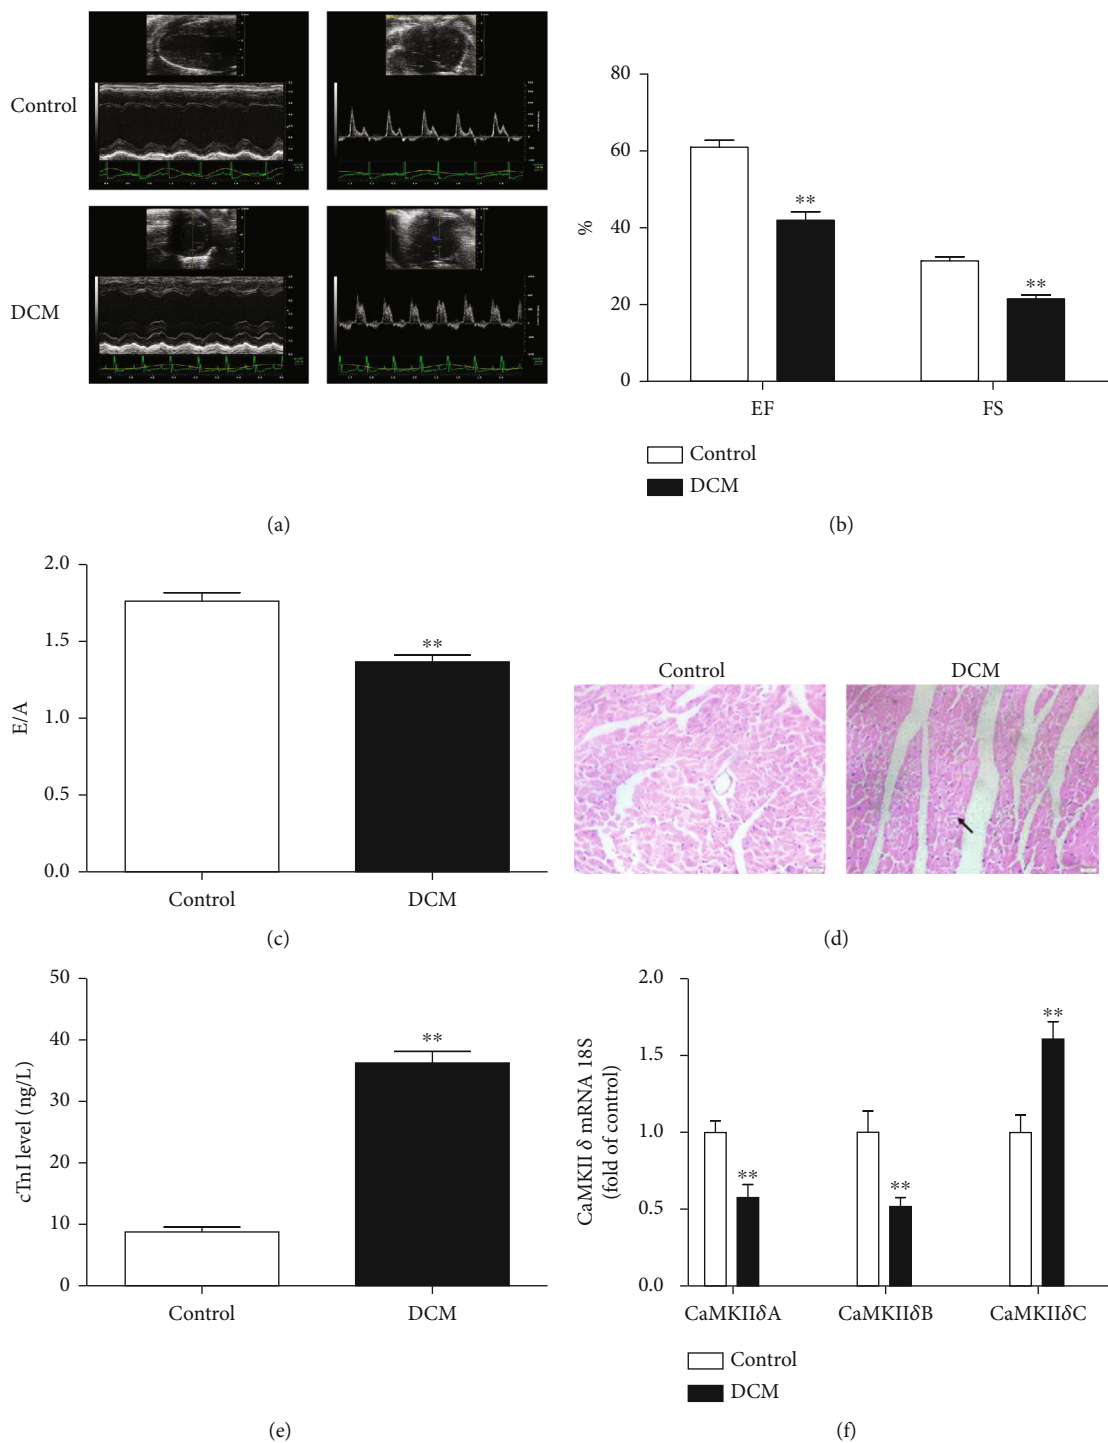 Control
DCM
(a)
80
60
40
20
0
%
**
**
EF
FS
Control
DCM
(b)
2.0
1.5
1.0
0.5
0.0
E/A
**
Control
DCM
(c)
Control
DCM
(d)
50
40
30
20
10
0
cTnI level (ng/L)
**
Control
DCM
(e)
2.0
1.5
1.0
0.5
0.0
CaMKII δ mRNA 18S
(fold of control)
**
**
**
CaMKIIδA
CaMKIIδB
CaMKIIδC
Control
DCM
(f)